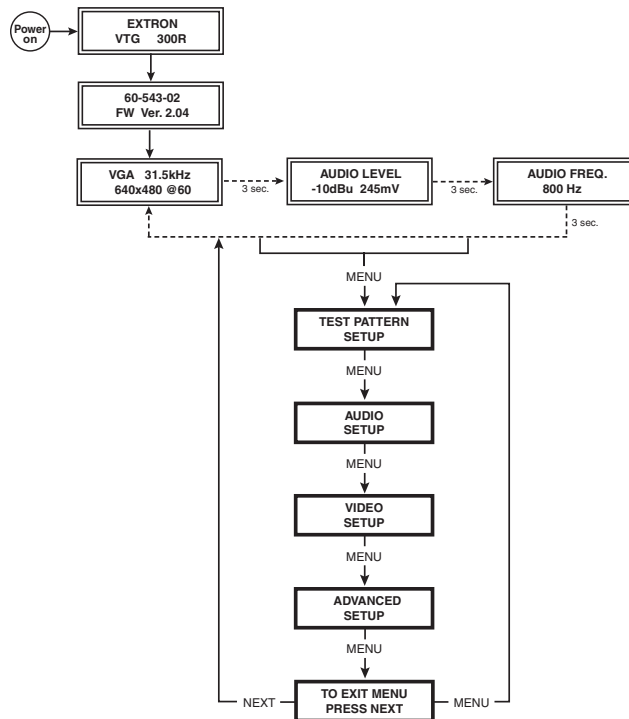 Power
on
EXTRON
VTG 300R
60-543-02
FW Ver. 2.04
VGA 31.5kHz
640x480 @60
3 sec.
AUDIO LEVEL
-10dBu 245mV
3 sec.
AUDIO FREQ.
800 Hz
3 sec.
MENU
TEST PATTERN
SETUP
MENU
AUDIO
SETUP
MENU
VIDEO
SETUP
MENU
ADVANCED
SETUP
MENU
NEXT
TO EXIT MENU
PRESS NEXT
MENU